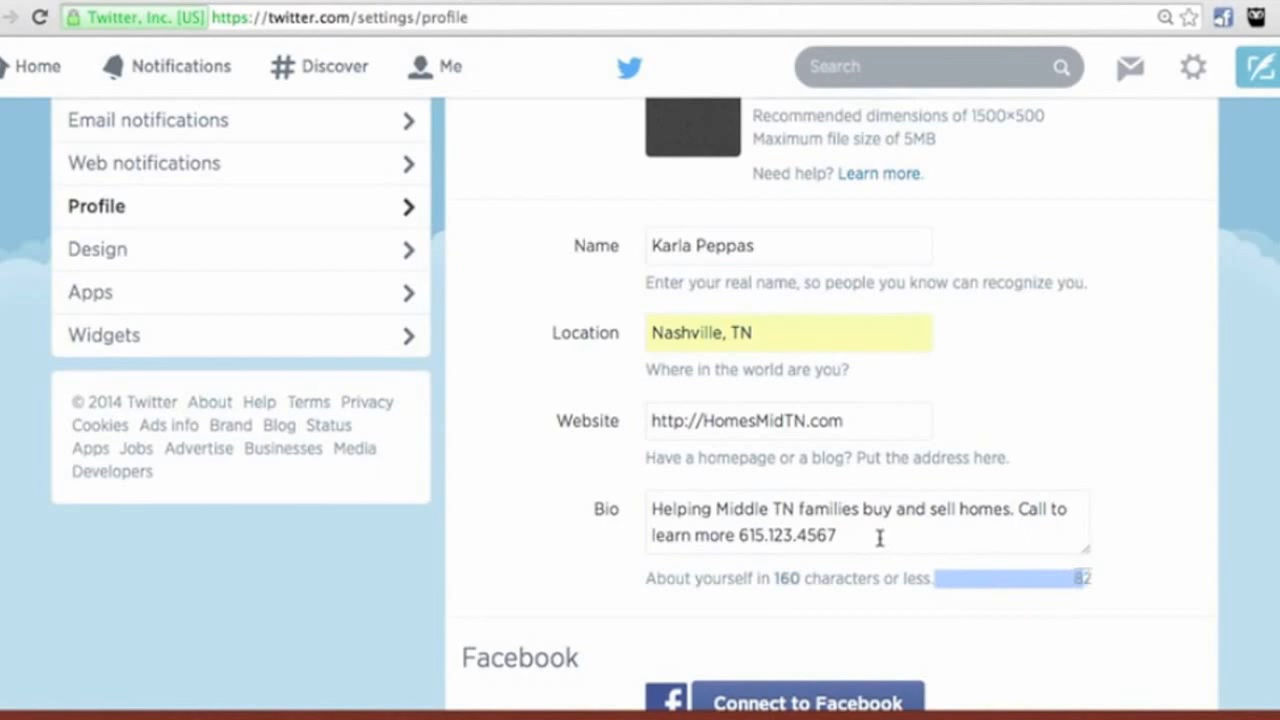 Twitter, Inc. [US] https://twitter.com/settings/profile
Home Notifications Discover Me Search
Email notifications
Web notifications
Profile
Design
Apps
Widgets
© 2014 Twitter About Help Terms Privacy
Cookies Ads info Brand Blog Status
Apps Jobs Advertise Businesses Media
Developers
Recommended dimensions of 1500×500
Maximum file size of 5MB
Need help? Learn more.
Name Karla Peppas
Enter your real name, so people you know can recognize you.
Location Nashville, TN
Where in the world are you?
Website http://HomesMidTN.com
Have a homepage or a blog? Put the address here.
Bio Helping Middle TN families buy and sell homes. Call to
learn more 615.123.4567
About yourself in 160 characters or less. 82
Facebook
Connect to Facebook